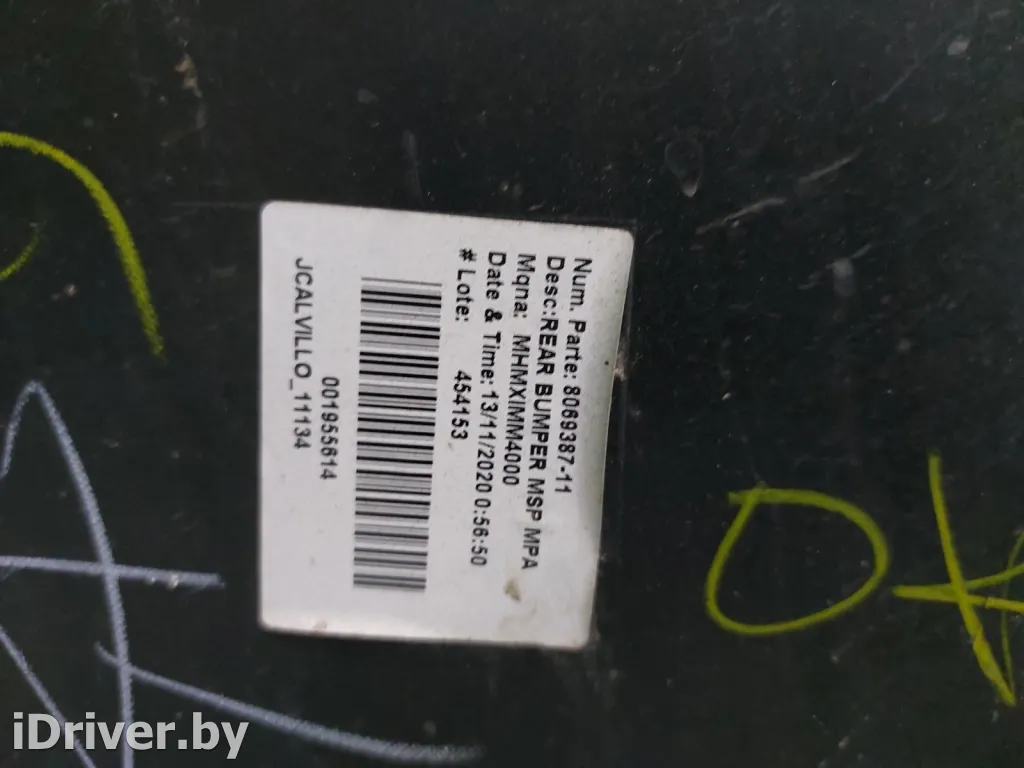 Num. Parte: 8069387-11
Desc:REAR BUMPER MSP MPA
Mqna: MHMXIMM4000
Date & Time: 13/11/2020 0:56:50
# Lote: 454153
001955614
JCALVILLO_11134
OK
iDriver.by